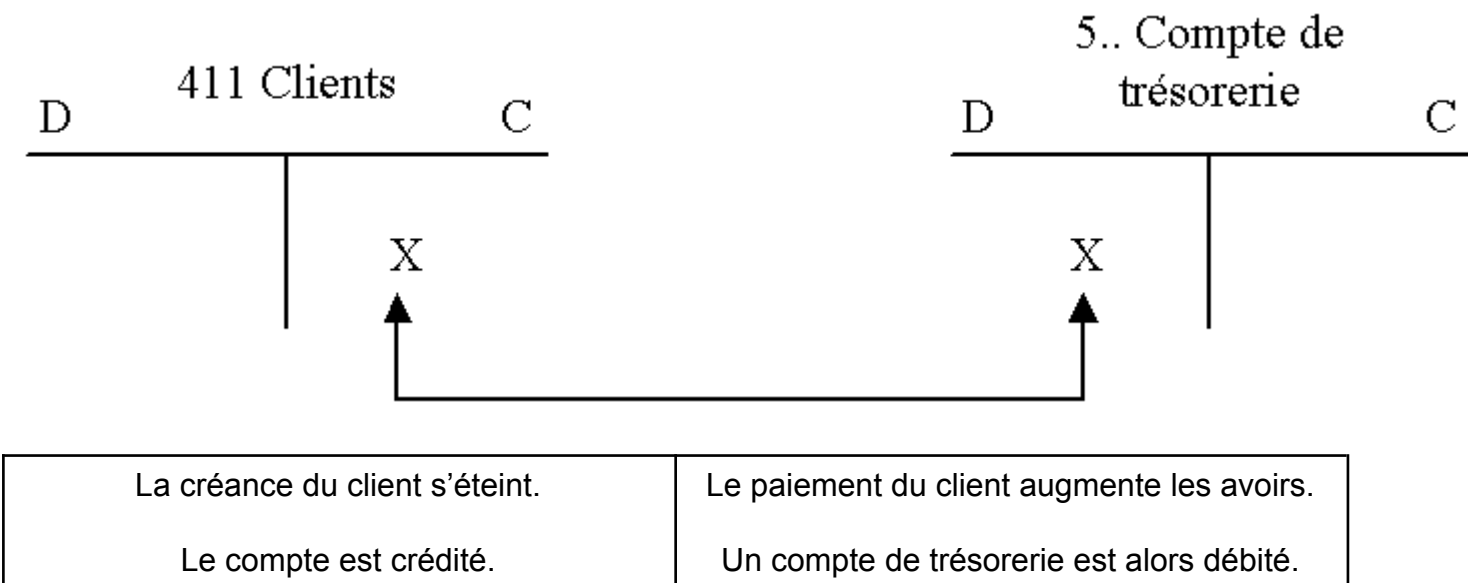 411 Clients
D
C
X
5.. Compte de
trésorerie
D
C
X
La créance du client s’éteint.
Le compte est crédité.
Le paiement du client augmente les avoirs.
Un compte de trésorerie est alors débité.